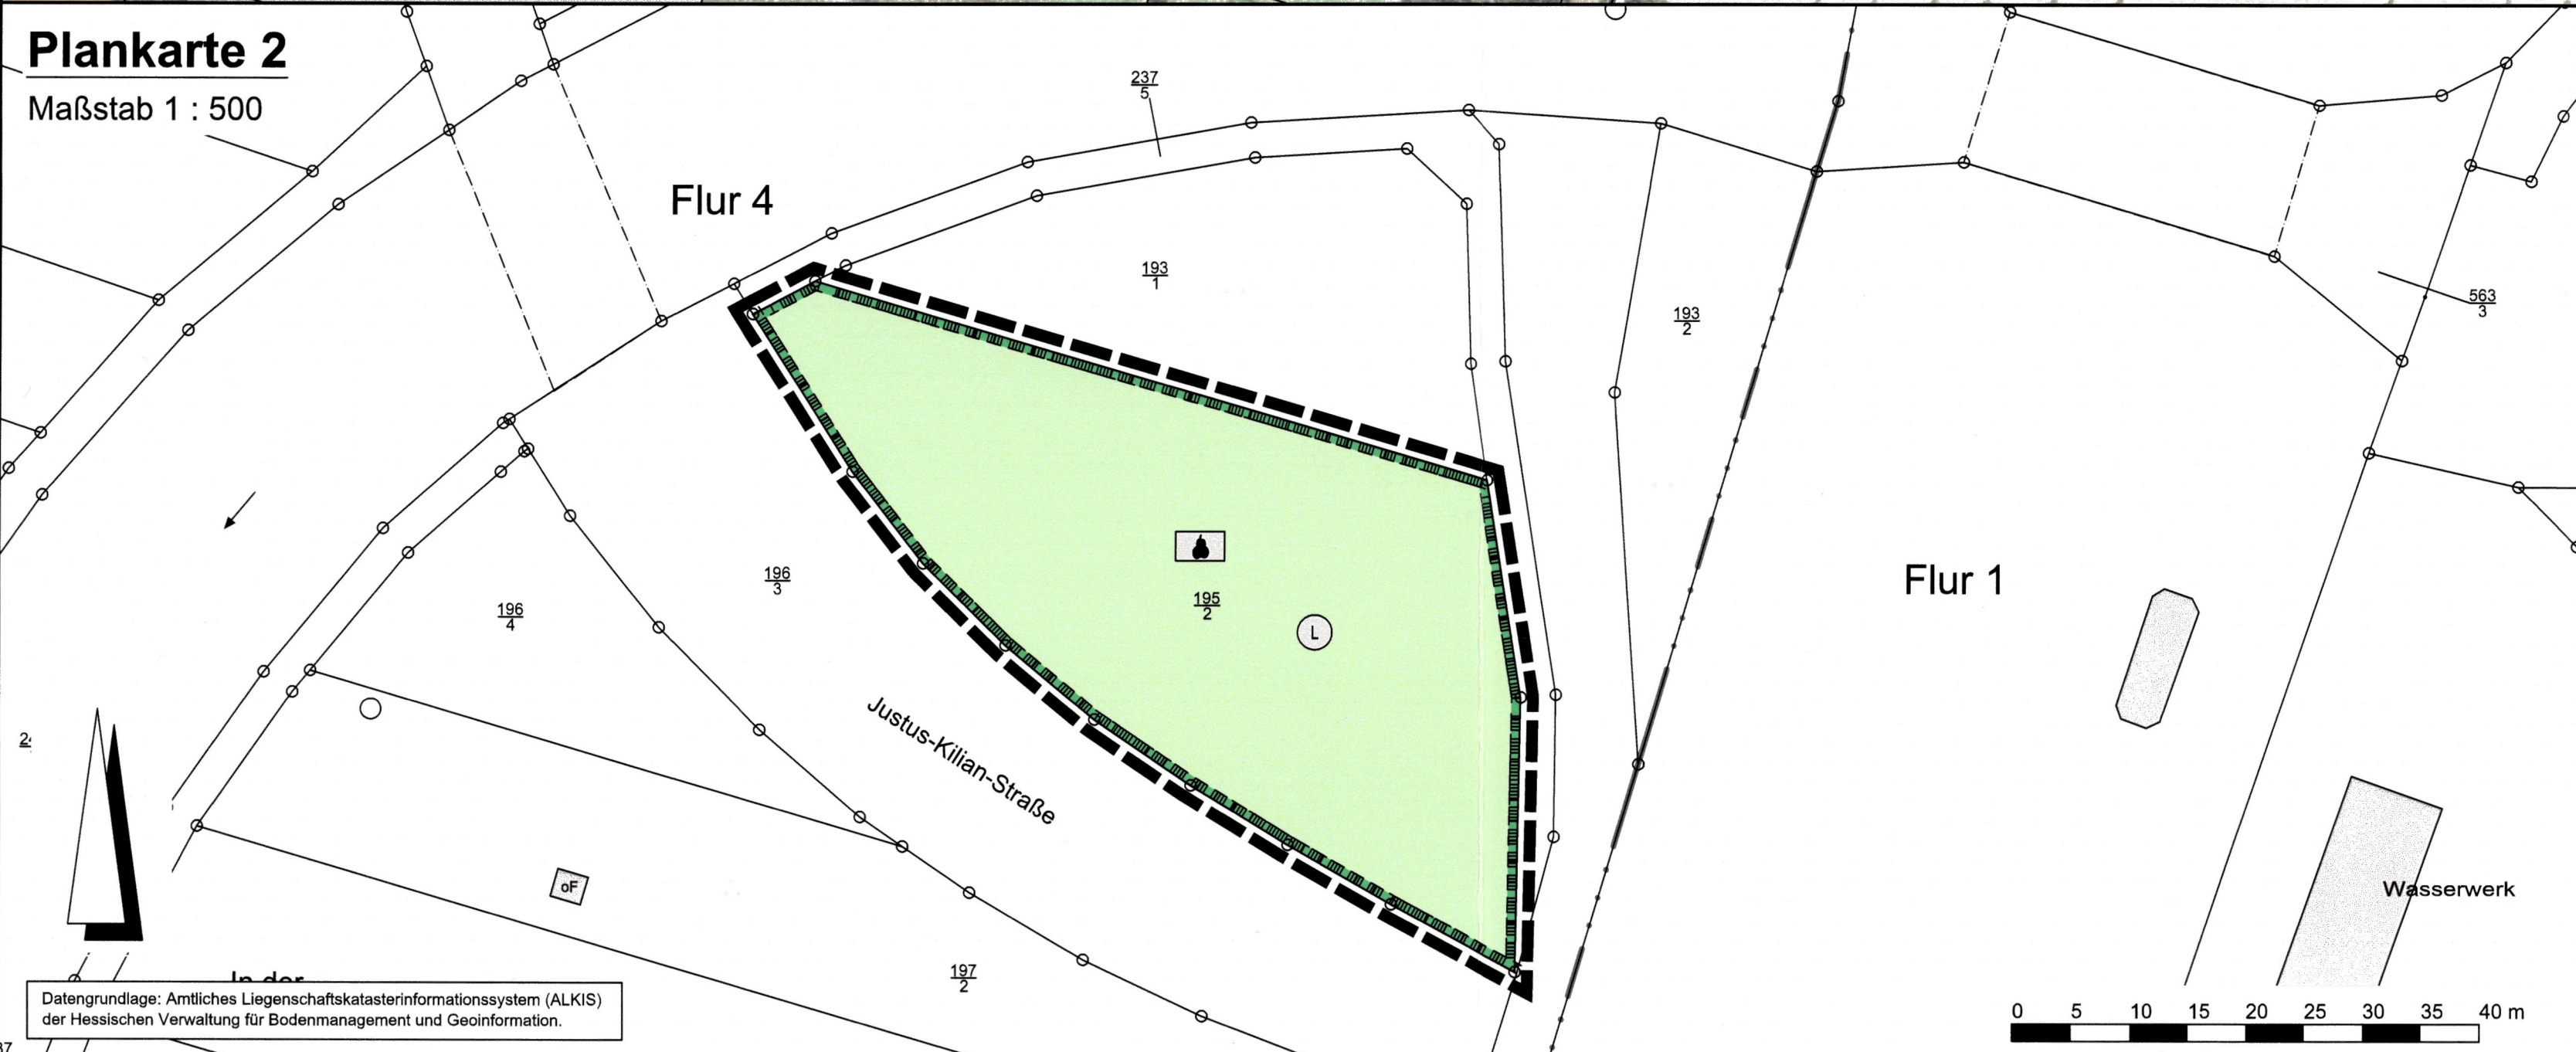 Plankarte 2
Maßstab 1 : 500
237
5
Flur 4
193
1
193
2
563
3
196
3
196
4
195
2
L
Flur 1
Justus-Kilian-Straße
oF
Wasserwerk
197
2
In der
Datengrundlage: Amtliches Liegenschaftskatasterinformationssystem (ALKIS)
der Hessischen Verwaltung für Bodenmanagement und Geoinformation.
0 5 10 15 20 25 30 35 40 m